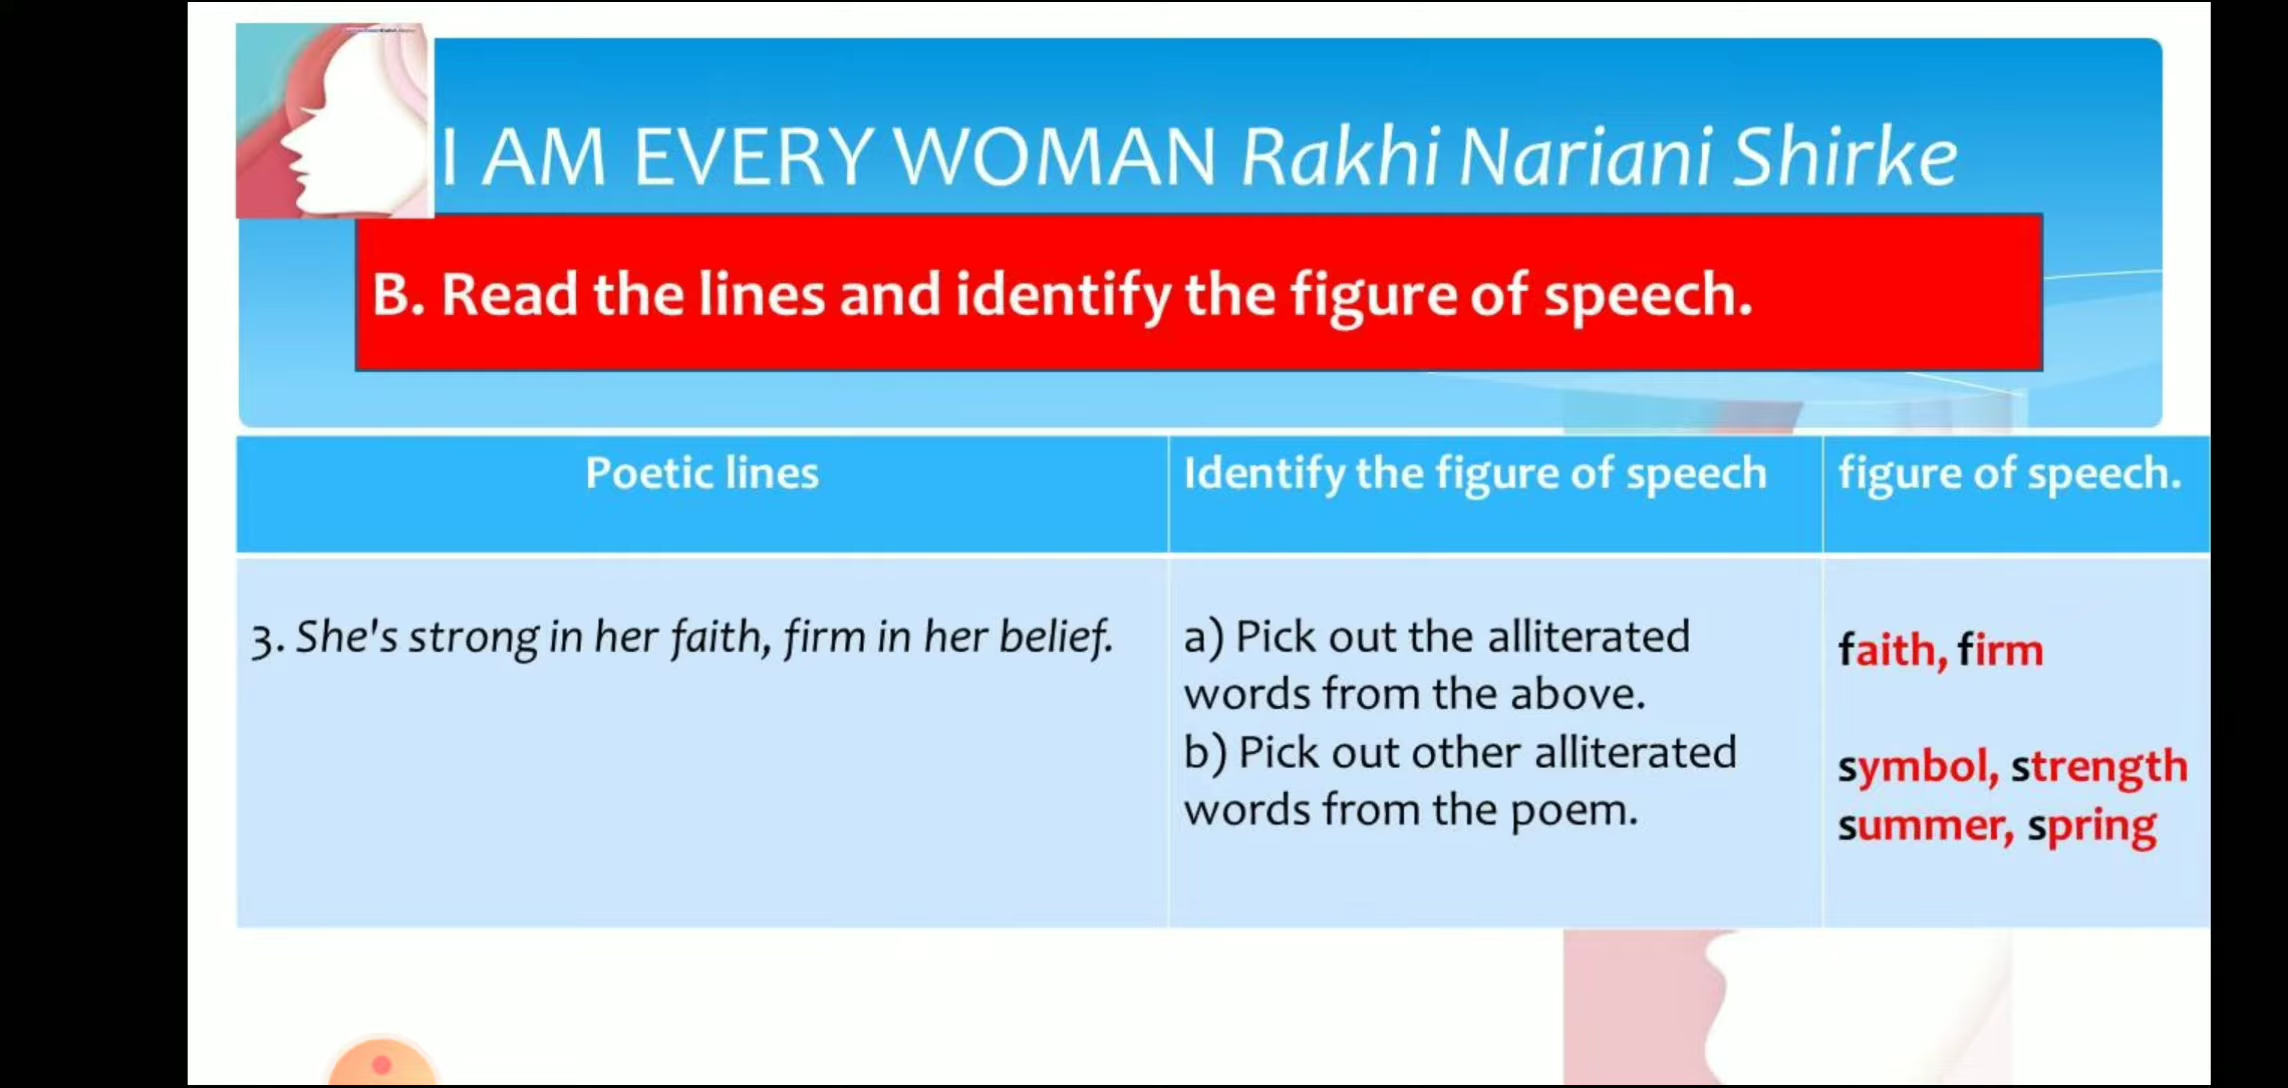 I AM EVERY WOMAN Rakhi Nariani Shirke
B. Read the lines and identify the figure of speech.
Poetic lines
Identify the figure of speech
figure of speech.
3. She's strong in her faith, firm in her belief.
a) Pick out the alliterated
words from the above.
b) Pick out other alliterated
words from the poem.
faith, firm
symbol, strength
summer, spring